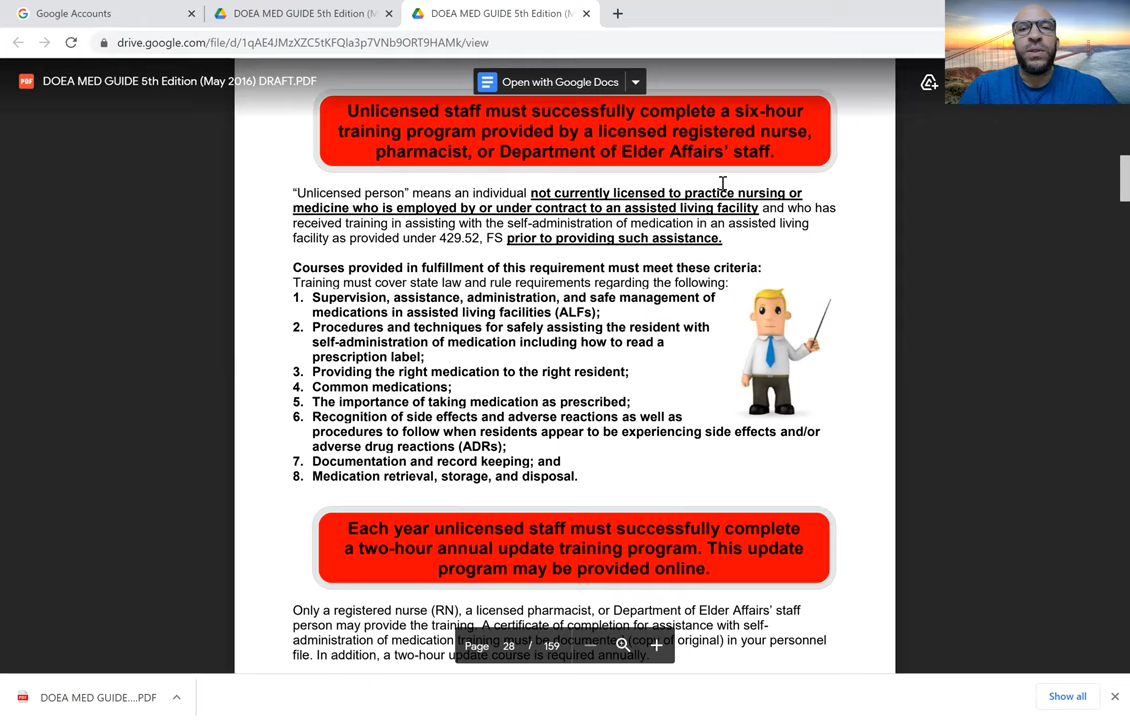 Google Accounts
DOEA MED GUIDE 5th Edition (M
DOEA MED GUIDE 5th Edition (M
drive.google.com/file/d/1qAE4JMzXZC5tKFQIa3p7VNb9ORT9HAMk/view
PDF DOEA MED GUIDE 5th Edition (May 2016) DRAFT.PDF
Open with Google Docs
Unlicensed staff must successfully complete a six-hour
training program provided by a licensed registered nurse,
pharmacist, or Department of Elder Affairs' staff.
“Unlicensed person” means an individual not currently licensed to practice nursing or
medicine who is employed by or under contract to an assisted living facility and who has
received training in assisting with the self-administration of medication in an assisted living
facility as provided under 429.52, FS prior to providing such assistance.
Courses provided in fulfillment of this requirement must meet these criteria:
Training must cover state law and rule requirements regarding the following:
1. Supervision, assistance, administration, and safe management of
medications in assisted living facilities (ALFs);
2. Procedures and techniques for safely assisting the resident with
self-administration of medication including how to read a
prescription label;
3. Providing the right medication to the right resident;
4. Common medications;
5. The importance of taking medication as prescribed;
6. Recognition of side effects and adverse reactions as well as
procedures to follow when residents appear to be experiencing side effects and/or
adverse drug reactions (ADRs);
7. Documentation and record keeping; and
8. Medication retrieval, storage, and disposal.
Each year unlicensed staff must successfully complete
a two-hour annual update training program. This update
program may be provided online.
Only a registered nurse (RN), a licensed pharmacist, or Department of Elder Affairs' staff
person may provide the training. A certificate of completion for assistance with self-
administration of medication training must be documented (copy of original) in your personnel
file. In addition, a two-hour update course is required annually.
Page 28 / 159
DOEA MED GUIDE....PDF
Show all